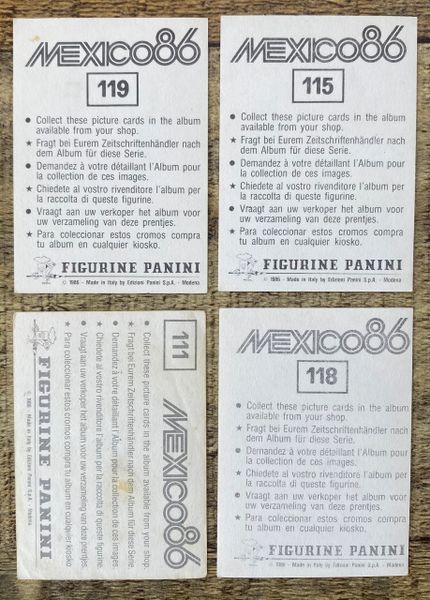 MEXICO86
119
● Collect these picture cards in the album
available from your shop.
★ Fragt bei Eurem Zeitschriftenhändler nach
dem Album für diese Serie.
● Demandez à votre détaillant l'Album pour
la collection de ces images.
★ Chiedete al vostro rivenditore l'album per
la raccolta di queste figurine.
● Vraagt aan uw verkoper het album voor
uw verzameling van deze prentjes.
★ Para coleccionar estos cromos compra
tu album en cualquier kiosko.
FIGURINE PANINI
© 1986 - Made in Italy by Edizioni Panini S.p.A. - Modena
MEXICO86
115
● Collect these picture cards in the album
available from your shop.
★ Fragt bei Eurem Zeitschriftenhändler nach
dem Album für diese Serie.
● Demandez à votre détaillant l'Album pour
la collection de ces images.
★ Chiedete al vostro rivenditore l'album per
la raccolta di queste figurine.
● Vraagt aan uw verkoper het album voor
uw verzameling van deze prentjes.
★ Para coleccionar estos cromos compra
tu album en cualquier kiosko.
FIGURINE PANINI
© 1986 - Made in Italy by Edizioni Panini S.p.A. - Modena
MEXICO86
111
● Collect these picture cards in the album available from your shop.
★ Fragt bei Eurem Zeitschriftenhändler nach dem Album für diese Serie.
● Demandez à votre détaillant l'Album pour la collection de ces images.
★ Chiedete al vostro rivenditore l'album per la raccolta di queste figurine.
● Vraagt aan uw verkoper het album voor uw verzameling van deze prentjes.
★ Para coleccionar estos cromos compra tu album en cualquier kiosko
FIGURINE PANINI
© 1986 - Made in Italy by Edizioni Panini S.p.A. - Modena
MEXICO86
118
● Collect these picture cards in the album
available from your shop.
★ Fragt bei Eurem Zeitschriftenhändler nach
dem Album für diese Serie.
● Demandez à votre détaillant l'Album pour
la collection de ces images.
★ Chiedete al vostro rivenditore l'album per
la raccolta di queste figurine.
● Vraagt aan uw verkoper het album voor
uw verzameling van deze prentjes.
★ Para coleccionar estos cromos compra
tu album en cualquier kiosko.
FIGURINE PANINI
© 1986 - Made in Italy by Edizioni Panini S.p.A. - Modena